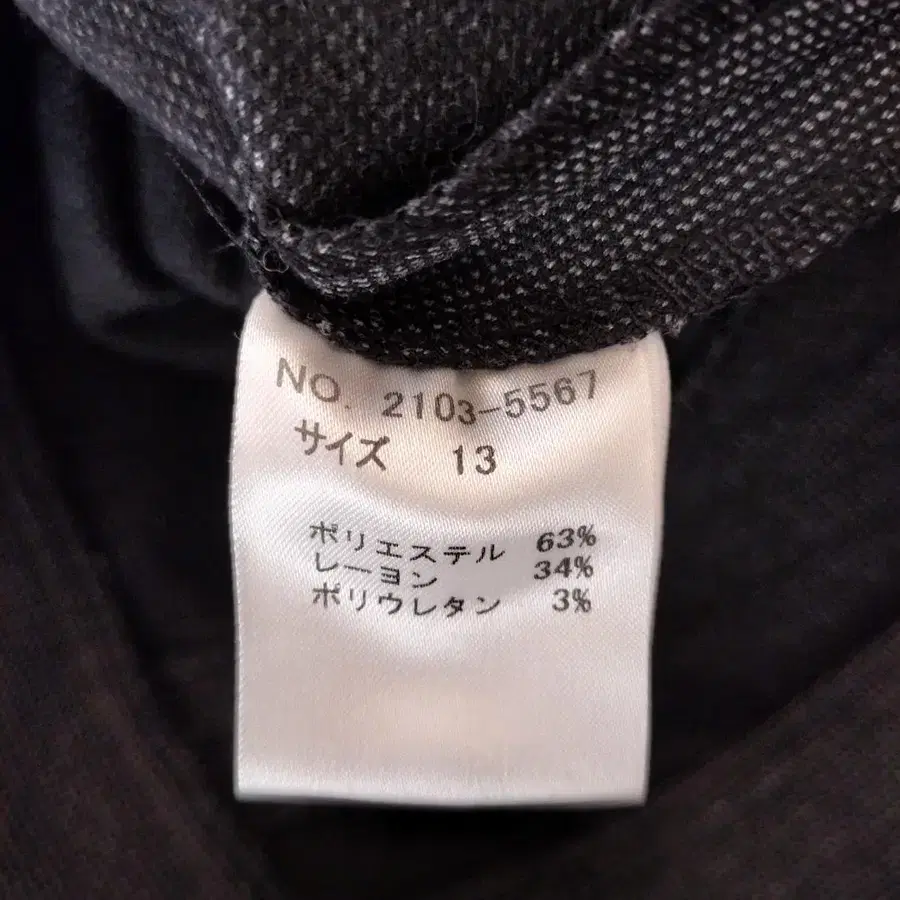 NO. 2103-5567
サイズ 13
ポリエステル 63%
レーヨン 34%
ポリウレタン 3%